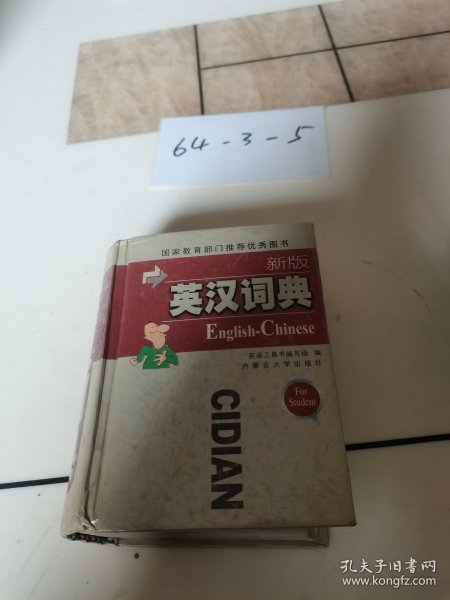 64-3-5
国家教育部门推荐优秀图书
新版
英汉词典
English-Chinese
英语工具书编写组 编
内蒙古大学出版社
For
Student
CIDIAN
孔夫子旧书网
www.kongfz.com